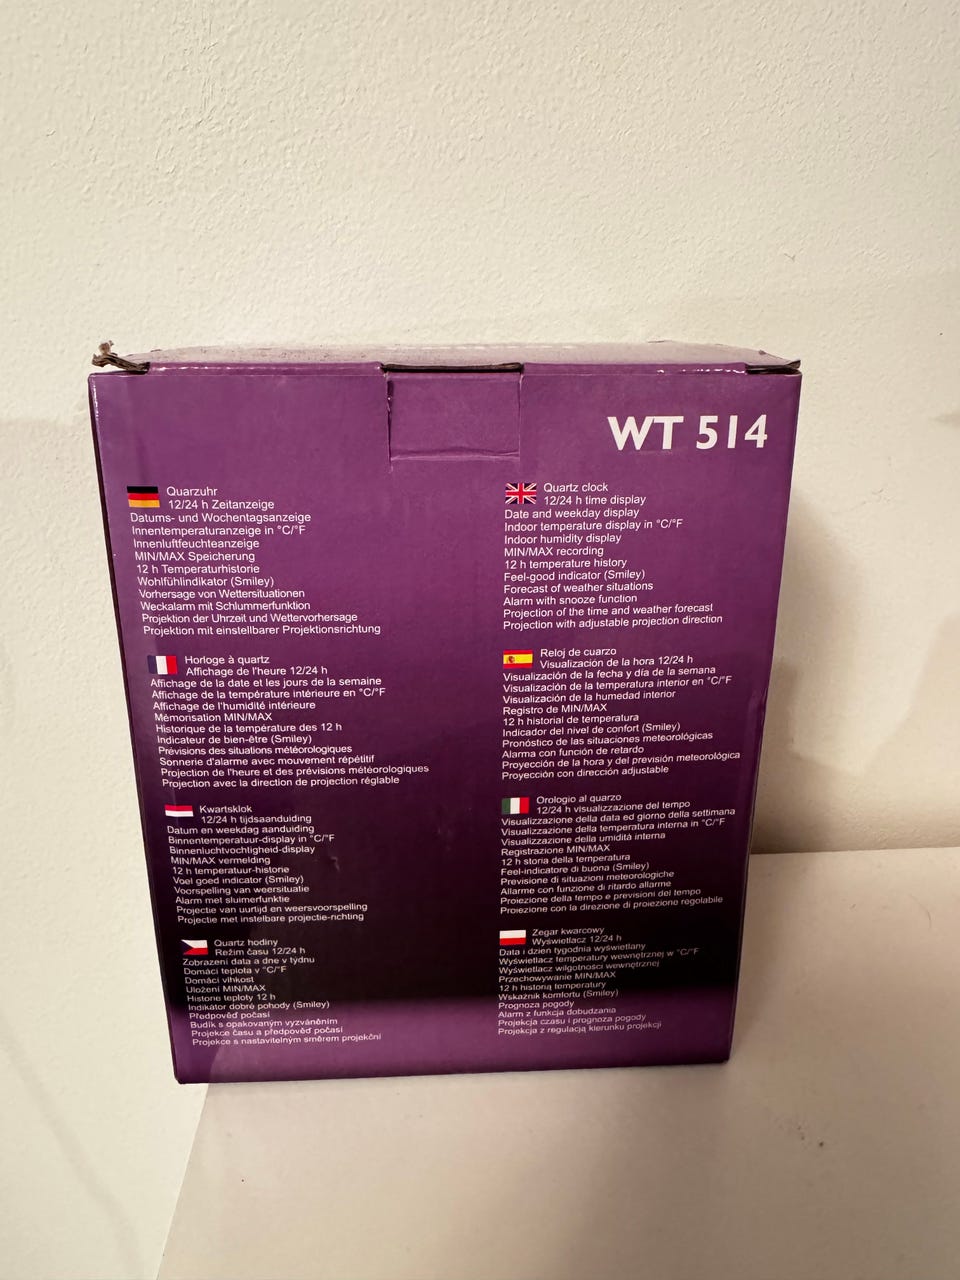 WT 514
Quarzuhr
12/24 h Zeitanzeige
Datums- und Wochentagsanzeige
Innentemperaturanzeige in °C/°F
Innenluftfeuchteanzeige
MIN/MAX Speicherung
12 h Temperaturhistorie
Wohlfühlindikator (Smiley)
Vorhersage von Wettersituationen
Weckalarm mit Schlummerfunktion
Projektion der Uhrzeit und Wettervorhersage
Projektion mit einstellbarer Projektionsrichtung
Quartz clock
12/24 h time display
Date and weekday display
Indoor temperature display in °C/°F
Indoor humidity display
MIN/MAX recording
12 h temperature history
Feel-good indicator (Smiley)
Forecast of weather situations
Alarm with snooze function
Projection of the time and weather forecast
Projection with adjustable projection direction
Horloge à quartz
Affichage de l'heure 12/24 h
Affichage de la date et les jours de la semaine
Affichage de la température intérieure en °C/°F
Affichage de l'humidité intérieure
Mémorisation MIN/MAX
Historique de la température des 12 h
Indicateur de bien-être (Smiley)
Prévisions des situations météorologiques
Sonnerie d'alarme avec mouvement répétitif
Projection de l'heure et des prévisions météorologiques
Projection avec la direction de projection réglable
Reloj de cuarzo
Visualización de la hora 12/24 h
Visualización de la fecha y día de la semana
Visualización de la temperatura interior en °C/°F
Visualización de la humedad interior
Registro de MIN/MAX
12 h historial de temperatura
Indicador del nivel de confort (Smiley)
Pronóstico de las situaciones meteorológicas
Alarma con función de retardo
Proyección de la hora y del previsión meteorológica
Proyección con dirección adjustable
Kwartsklok
12/24 h tijdsaanduiding
Datum en weekdag aanduiding
Binnentemperatuur-display in °C/°F
Binnenluchtvochtigheid-display
MIN/MAX vermelding
12 h temperatuur-historie
Voel goed indicator (Smiley)
Voorspelling van weersituatie
Alarm met sluimerfunktie
Projectie van uurtijd en weersvoorspelling
Projectie met instelbare projectie-richting
Orologio al quarzo
12/24 h visualizzazione del tempo
Visualizzazione della data ed giorno della settimana
Visualizzazione della temperatura interna in °C/°F
Visualizzazione della umidità interna
Registrazione MIN/MAX
12 h storia della temperatura
Feel-indicatore di buona (Smiley)
Previsione di situazioni meteorologiche
Allarme con funzione di ritardo allarme
Proiezione della tempo e previsioni del tempo
Proiezione con la direzione di proiezione regolabile
Quartz hodiny
Režim času 12/24 h
Zobrazení data a dne v týdnu
Domácí teplota v °C/°F
Domácí vlhkost
Uložení MIN/MAX
Historie teploty 12 h
Indikátor dobré pohody (Smiley)
Předpověď počasí
Budík s opakovaným vyzváněním
Projekce času a předpověď počasí
Projekce s nastavitelným směrem projekční
Zegar kwarcowy
Wyświetlacz 12/24 h
Data i dzień tygodnia wyświetlany
Wyświetlacz temperatury wewnętrznej w °C/°F
Wyświetlacz wilgotności wewnętrznej
Przechowywanie MIN/MAX
12 h historią temperatury
Wskaźnik komfortu (Smiley)
Prognoza pogody
Alarm z funkcja dobudzania
Projekcja czasu i prognoza pogody
Projekcja z regulacją kierunku projekcji